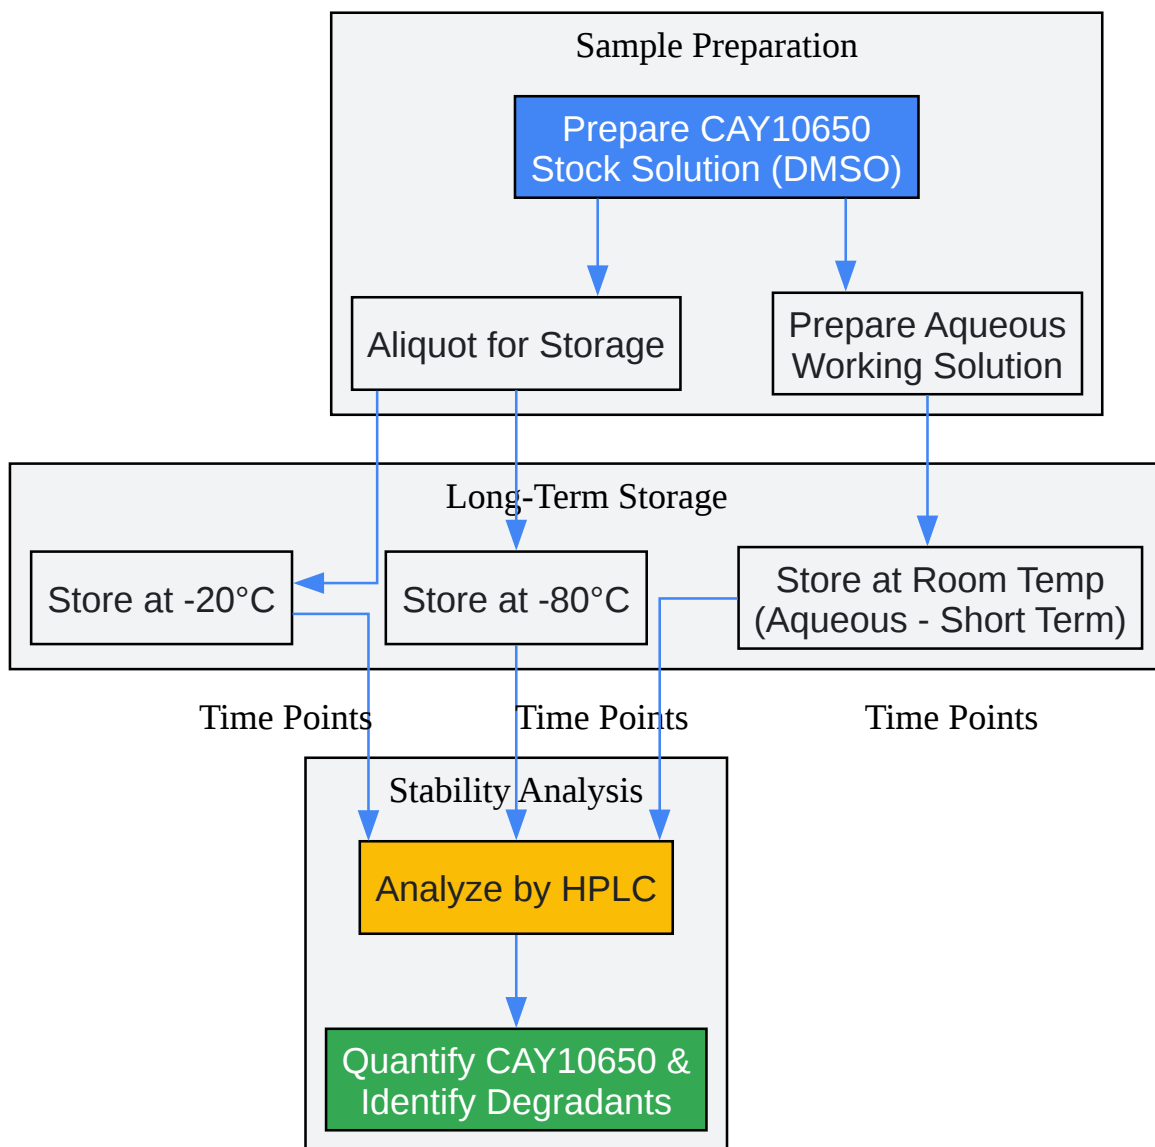 Sample Preparation
Prepare CAY10650
Stock Solution (DMSO)
Aliquot for Storage
Prepare Aqueous
Working Solution
Long-Term Storage
Store at -20°C
Store at -80°C
Store at Room Temp
(Aqueous - Short Term)
Time Points
Time Points
Time Points
Stability Analysis
Analyze by HPLC
Quantify CAY10650 &
Identify Degradants